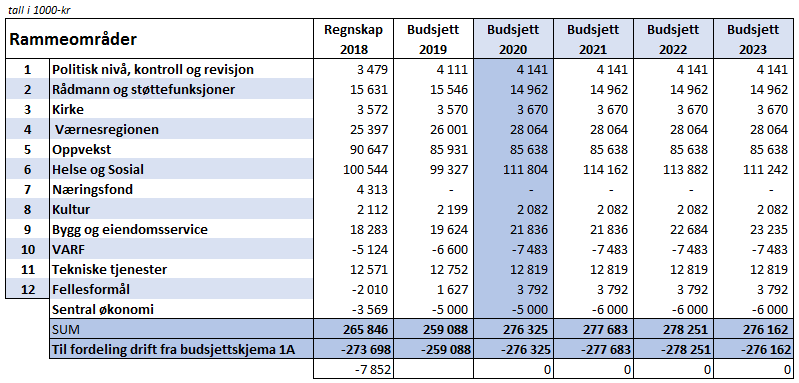 tall i 1000-kr
Rammeområder Regnskap 2018 Budsjett 2019 Budsjett 2020 Budsjett 2021 Budsjett 2022 Budsjett 2023
1 Politisk nivå, kontroll og revisjon 3 479 4 111 4 141 4 141 4 141 4 141
2 Rådmann og støttefunksjoner 15 631 15 546 14 962 14 962 14 962 14 962
3 Kirke 3 572 3 570 3 670 3 670 3 670 3 670
4 Værnesregionen 25 397 26 001 28 064 28 064 28 064 28 064
5 Oppvekst 90 647 85 931 85 638 85 638 85 638 85 638
6 Helse og Sosial 100 544 99 327 111 804 114 162 113 882 111 242
7 Næringsfond 4 313 - - - - -
8 Kultur 2 112 2 199 2 082 2 082 2 082 2 082
9 Bygg og eiendomsservice 18 283 19 624 21 836 21 836 22 684 23 235
10 VARF -5 124 -6 600 -7 483 -7 483 -7 483 -7 483
11 Tekniske tjenester 12 571 12 752 12 819 12 819 12 819 12 819
12 Fellesformål -2 010 1 627 3 792 3 792 3 792 3 792
Sentral økonomi -3 569 -5 000 -5 000 -6 000 -6 000 -6 000
SUM 265 846 259 088 276 325 277 683 278 251 276 162
Til fordeling drift fra budsjettskjema 1A -273 698 -259 088 -276 325 -277 683 -278 251 -276 162
-7 852 0 0 0 0